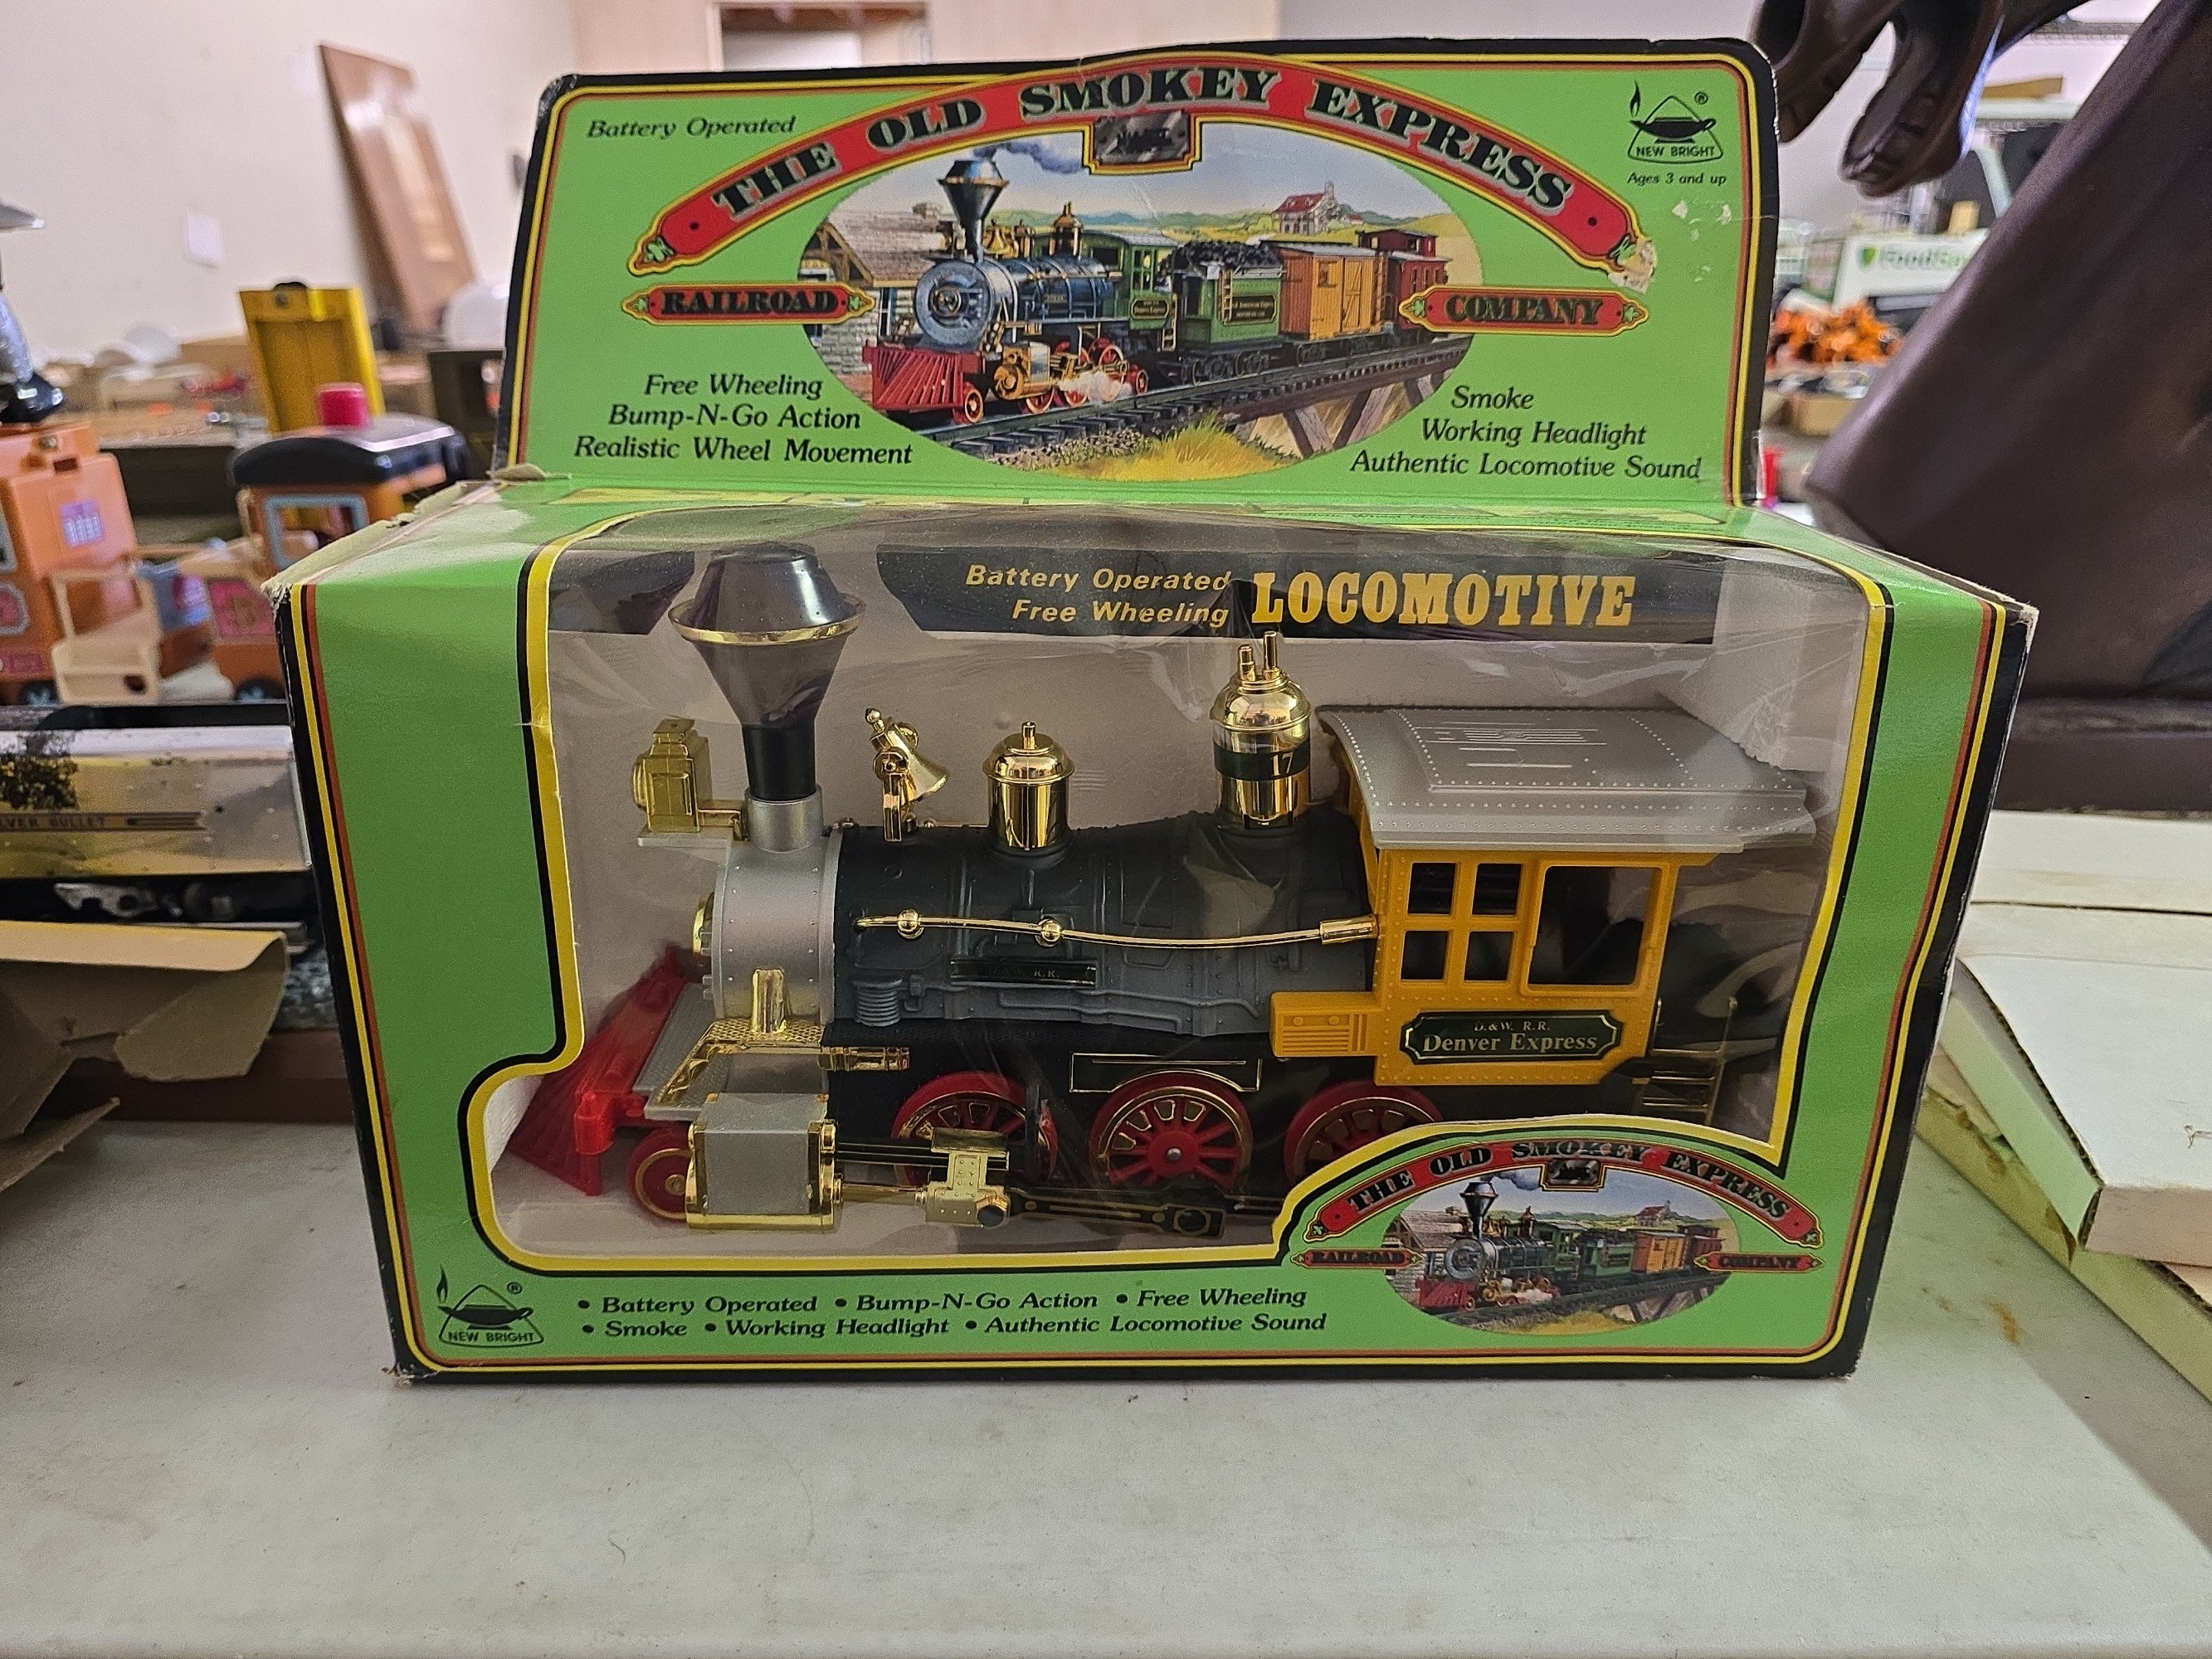 Battery Operated
THE OLD SMOKEY EXPRESS
®
NEW BRIGHT
Ages 3 and up
RAILROAD
COMPANY
Free Wheeling
Bump-N-Go Action
Realistic Wheel Movement
Smoke
Working Headlight
Authentic Locomotive Sound
Battery Operated
Free Wheeling
LOCOMOTIVE
17
R.R.
D.&W. R.R.
Denver Express
THE OLD SMOKEY EXPRESS
RAILROAD
COMPANY
®
NEW BRIGHT
• Battery Operated • Bump-N-Go Action • Free Wheeling
• Smoke • Working Headlight • Authentic Locomotive Sound
BULLET